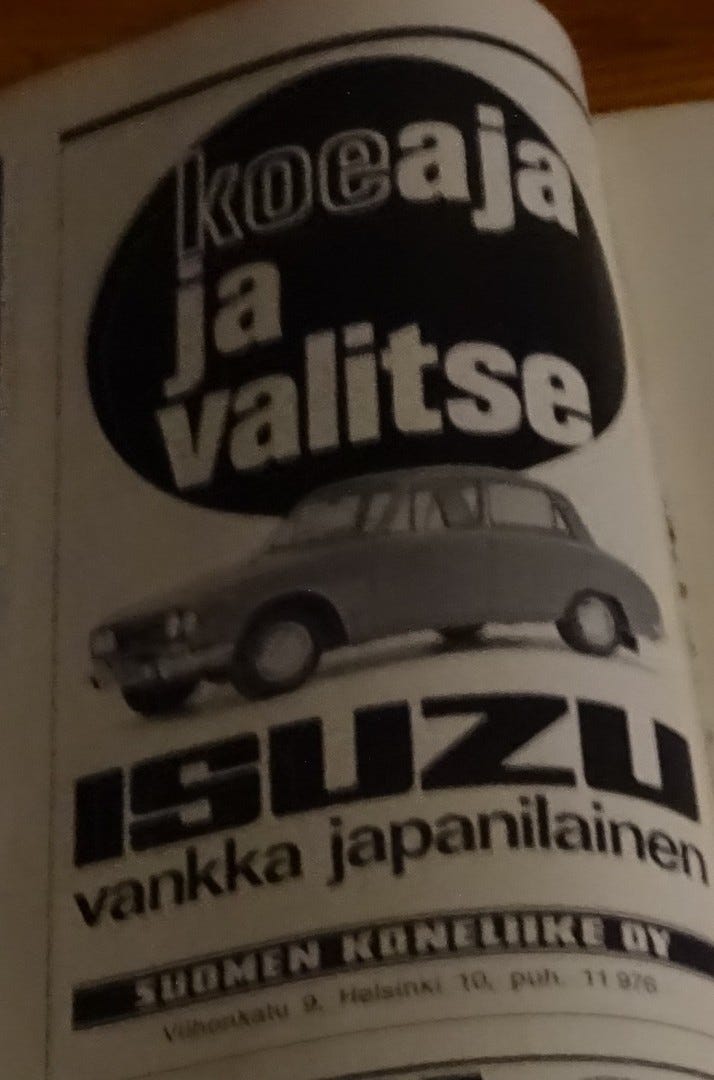 koeaja
ja
valitse
ISUZU
vankka japanilainen
SUOMEN KONELIIKE OY
Vilhonkatu 9, Helsinki 10, puh. 11 976